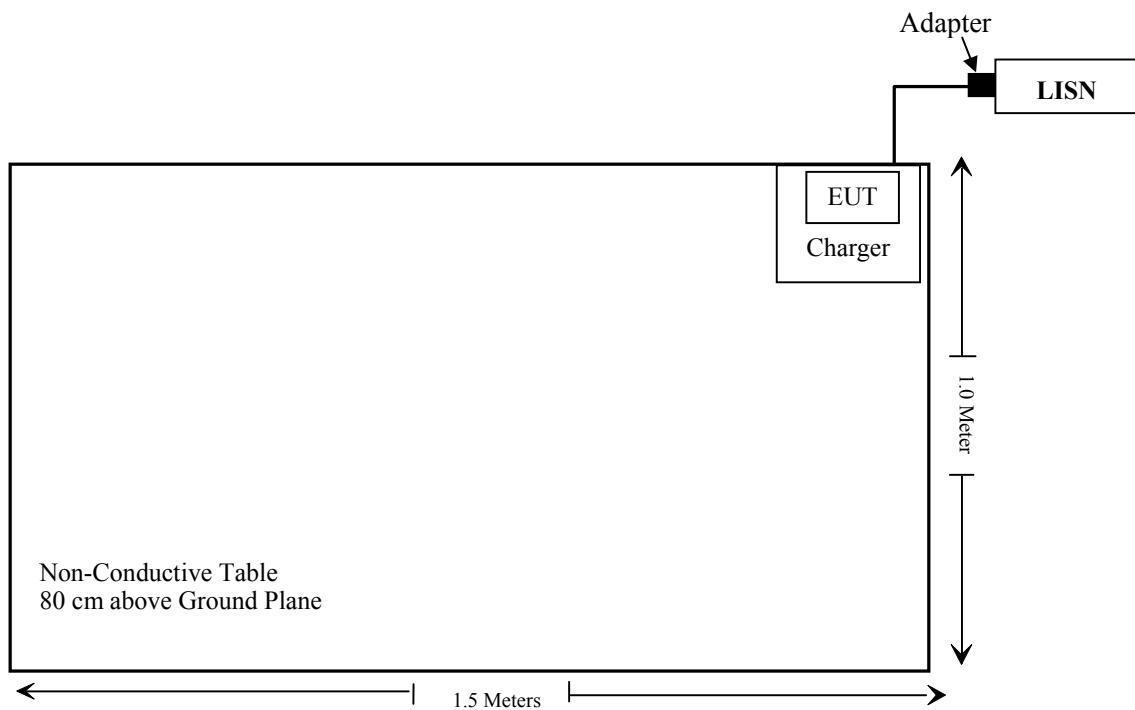 Adapter
LISN
EUT
Charger
1.0 Meter
Non-Conductive Table
80 cm above Ground Plane
1.5 Meters